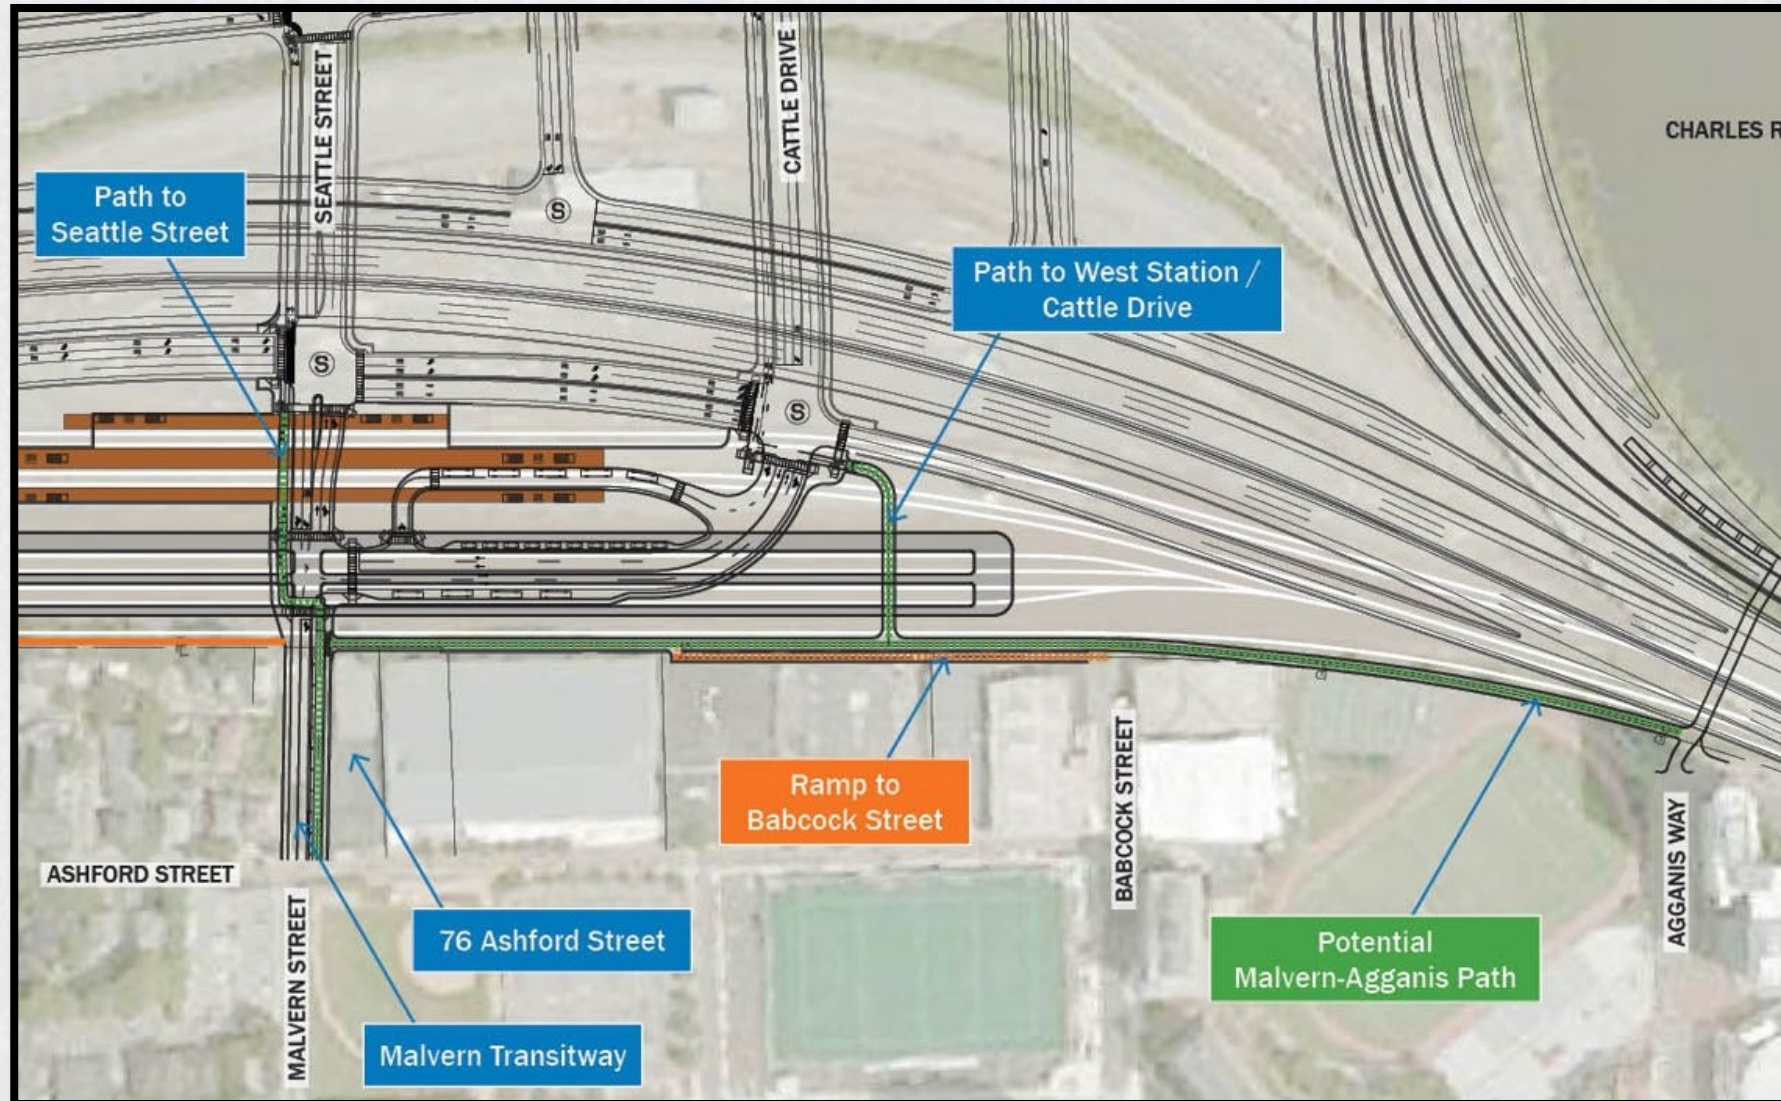 SEATTLE STREET
CATTLE DRIVE
CHARLES R
Path to
Seattle Street
S
Path to West Station /
Cattle Drive
S
S
Ramp to
Babcock Street
BABCOCK STREET
AGGANIS WAY
ASHFORD STREET
MALVERN STREET
76 Ashford Street
Potential
Malvern-Agganis Path
Malvern Transitway